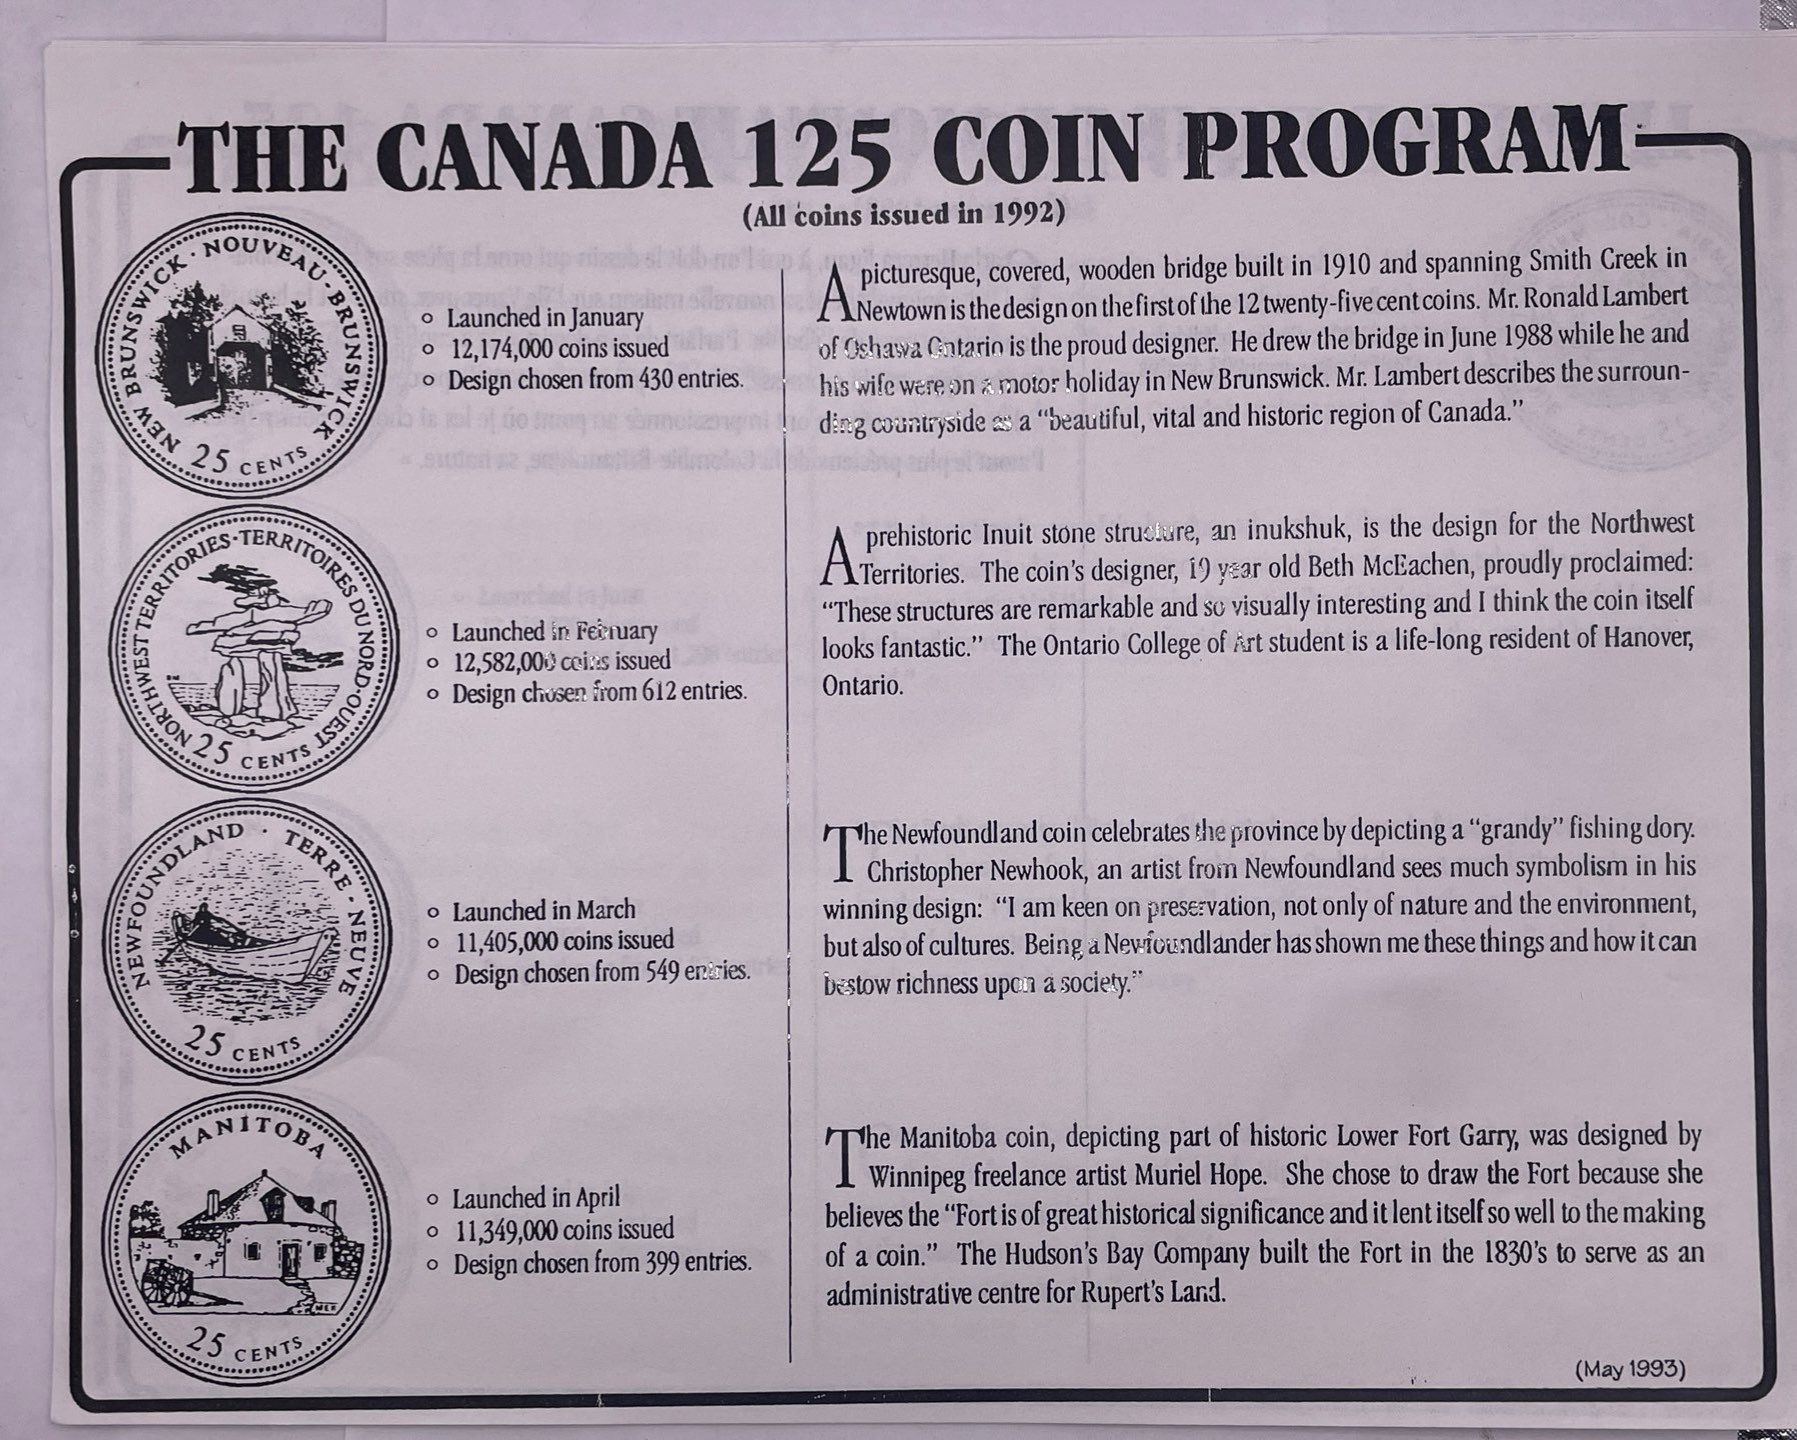 THE CANADA 125 COIN PROGRAM
(All coins issued in 1992)
NEW BRUNSWICK · NOUVEAU-BRUNSWICK
25 CENTS
○ Launched in January
○ 12,174,000 coins issued
○ Design chosen from 430 entries.
A picturesque, covered, wooden bridge built in 1910 and spanning Smith Creek in
Newtown is the design on the first of the 12 twenty-five cent coins. Mr. Ronald Lambert
of Oshawa Ontario is the proud designer. He drew the bridge in June 1988 while he and
his wife were on a motor holiday in New Brunswick. Mr. Lambert describes the surroun-
ding countryside as a “beautiful, vital and historic region of Canada.”
NORTHWEST TERRITORIES · TERRITOIRES DU NORD-OUEST
25 CENTS
○ Launched in February
○ 12,582,000 coins issued
○ Design chosen from 612 entries.
A prehistoric Inuit stone structure, an inukshuk, is the design for the Northwest
Territories. The coin's designer, 19 year old Beth McEachen, proudly proclaimed:
“These structures are remarkable and so visually interesting and I think the coin itself
looks fantastic.” The Ontario College of Art student is a life-long resident of Hanover,
Ontario.
NEWFOUNDLAND · TERRE-NEUVE
25 CENTS
○ Launched in March
○ 11,405,000 coins issued
○ Design chosen from 549 entries.
The Newfoundland coin celebrates the province by depicting a “grandy” fishing dory.
Christopher Newhook, an artist from Newfoundland sees much symbolism in his
winning design: “I am keen on preservation, not only of nature and the environment,
but also of cultures. Being a Newfoundlander has shown me these things and how it can
bestow richness upon a society.”
MANITOBA
25 CENTS
○ Launched in April
○ 11,349,000 coins issued
○ Design chosen from 399 entries.
The Manitoba coin, depicting part of historic Lower Fort Garry, was designed by
Winnipeg freelance artist Muriel Hope. She chose to draw the Fort because she
believes the “Fort is of great historical significance and it lent itself so well to the making
of a coin.” The Hudson's Bay Company built the Fort in the 1830's to serve as an
administrative centre for Rupert's Land.
(May 1993)